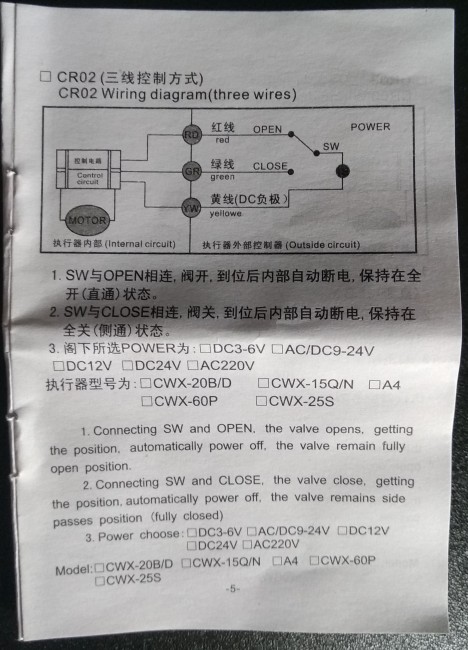 □ CR02 (三线控制方式)
CR02 Wiring diagram(three wires)
RD 红线 OPEN POWER
red
SW
控制电路
Control
circuit
GR 绿线 CLOSE
green
YW 黄线(DC负极)
yellowe
MOTOR
执行器内部 (Internal circuit) 执行器外部控制器 (Outside circuit)
1. SW与OPEN相连, 阀开, 到位后内部自动断电, 保持在全
开(直通)状态。
2. SW与CLOSE相连, 阀关, 到位后内部自动断电, 保持在
全关(侧通)状态。
3. 阁下所选POWER为: □DC3-6V □AC/DC9-24V
□DC12V □DC24V □AC220V
执行器型号为: □CWX-20B/D □CWX-15Q/N □A4
□CWX-60P □CWX-25S
1. Connecting SW and OPEN, the valve opens, getting
the position, automatically power off, the valve remain fully
open position.
2. Connecting SW and CLOSE, the valve close, getting
the position, automatically power off, the valve remains side
passes position (fully closed)
3. Power choose: □DC3-6V □AC/DC9-24V □DC12V
□DC24V □AC220V
Model:□CWX-20B/D □CWX-15Q/N □A4 □CWX-60P
□CWX-25S
-5-